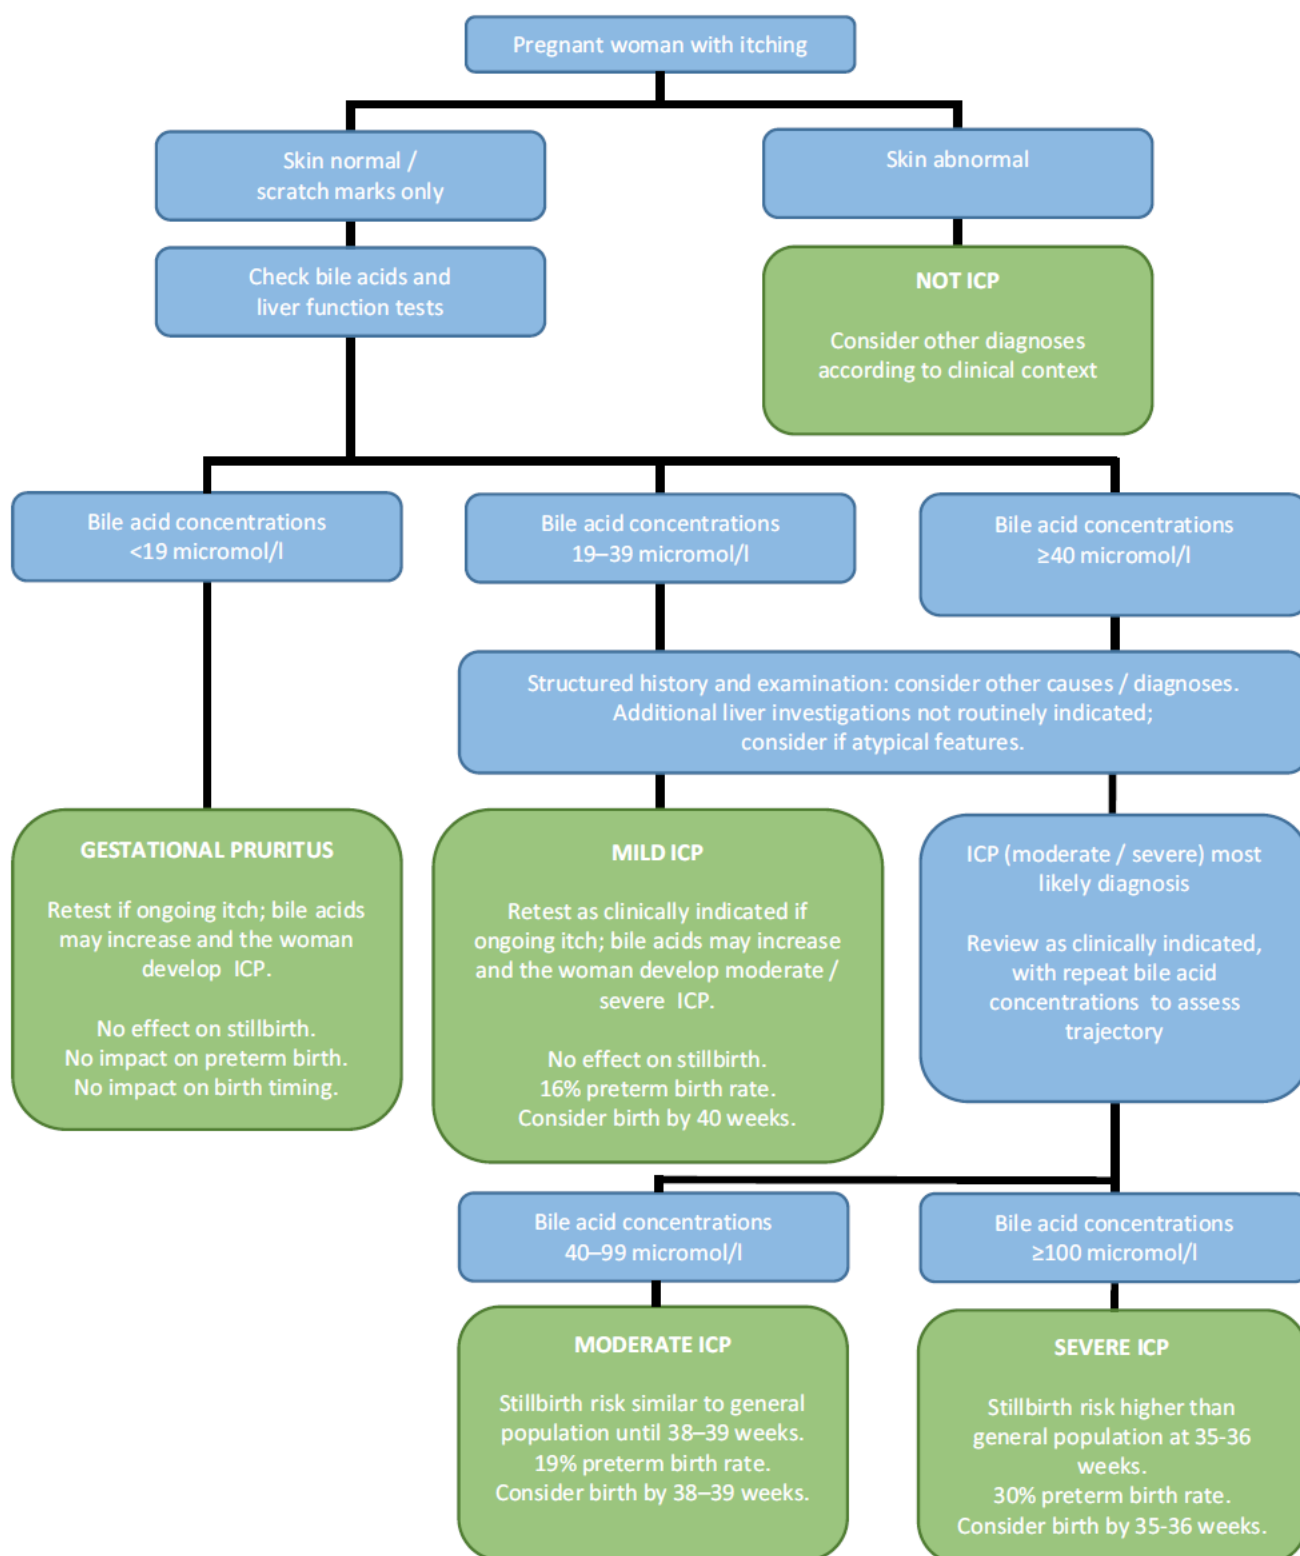 Pregnant woman with itching
Skin normal /
scratch marks only
Skin abnormal
Check bile acids and
liver function tests
NOT ICP
Consider other diagnoses
according to clinical context
Bile acid concentrations
<19 micromol/l
Bile acid concentrations
19–39 micromol/l
Bile acid concentrations
≥40 micromol/l
Structured history and examination: consider other causes / diagnoses.
Additional liver investigations not routinely indicated;
consider if atypical features.
GESTATIONAL PRURITUS
Retest if ongoing itch; bile acids
may increase and the woman
develop ICP.
No effect on stillbirth.
No impact on preterm birth.
No impact on birth timing.
MILD ICP
Retest as clinically indicated if
ongoing itch; bile acids may increase
and the woman develop moderate /
severe ICP.
No effect on stillbirth.
16% preterm birth rate.
Consider birth by 40 weeks.
ICP (moderate / severe) most
likely diagnosis
Review as clinically indicated,
with repeat bile acid
concentrations to assess
trajectory
Bile acid concentrations
40–99 micromol/l
Bile acid concentrations
≥100 micromol/l
MODERATE ICP
Stillbirth risk similar to general
population until 38–39 weeks.
19% preterm birth rate.
Consider birth by 38–39 weeks.
SEVERE ICP
Stillbirth risk higher than
general population at 35-36
weeks.
30% preterm birth rate.
Consider birth by 35-36 weeks.